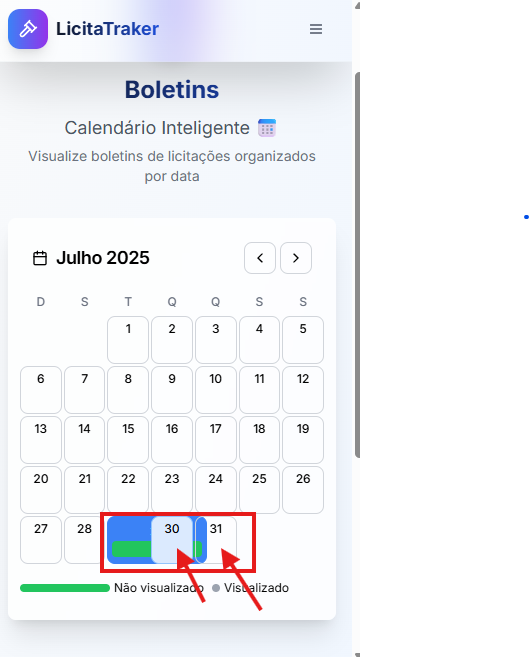 LicitaTraker
Boletins
Calendário Inteligente
Visualize boletins de licitações organizados
por data
Julho 2025
D S T Q Q S S
1 2 3 4 5
6 7 8 9 10 11 12
13 14 15 16 17 18 19
20 21 22 23 24 25 26
27 28 30 31
Não visualizado Visualizado